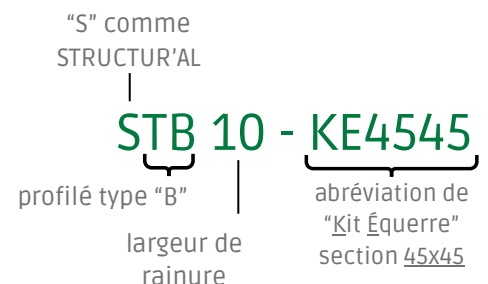 “S” comme
STRUCTUR’AL
STB 10 - KE4545
profilé type “B”
largeur de
rainure
abréviation de
“Kit Équerre”
section 45x45